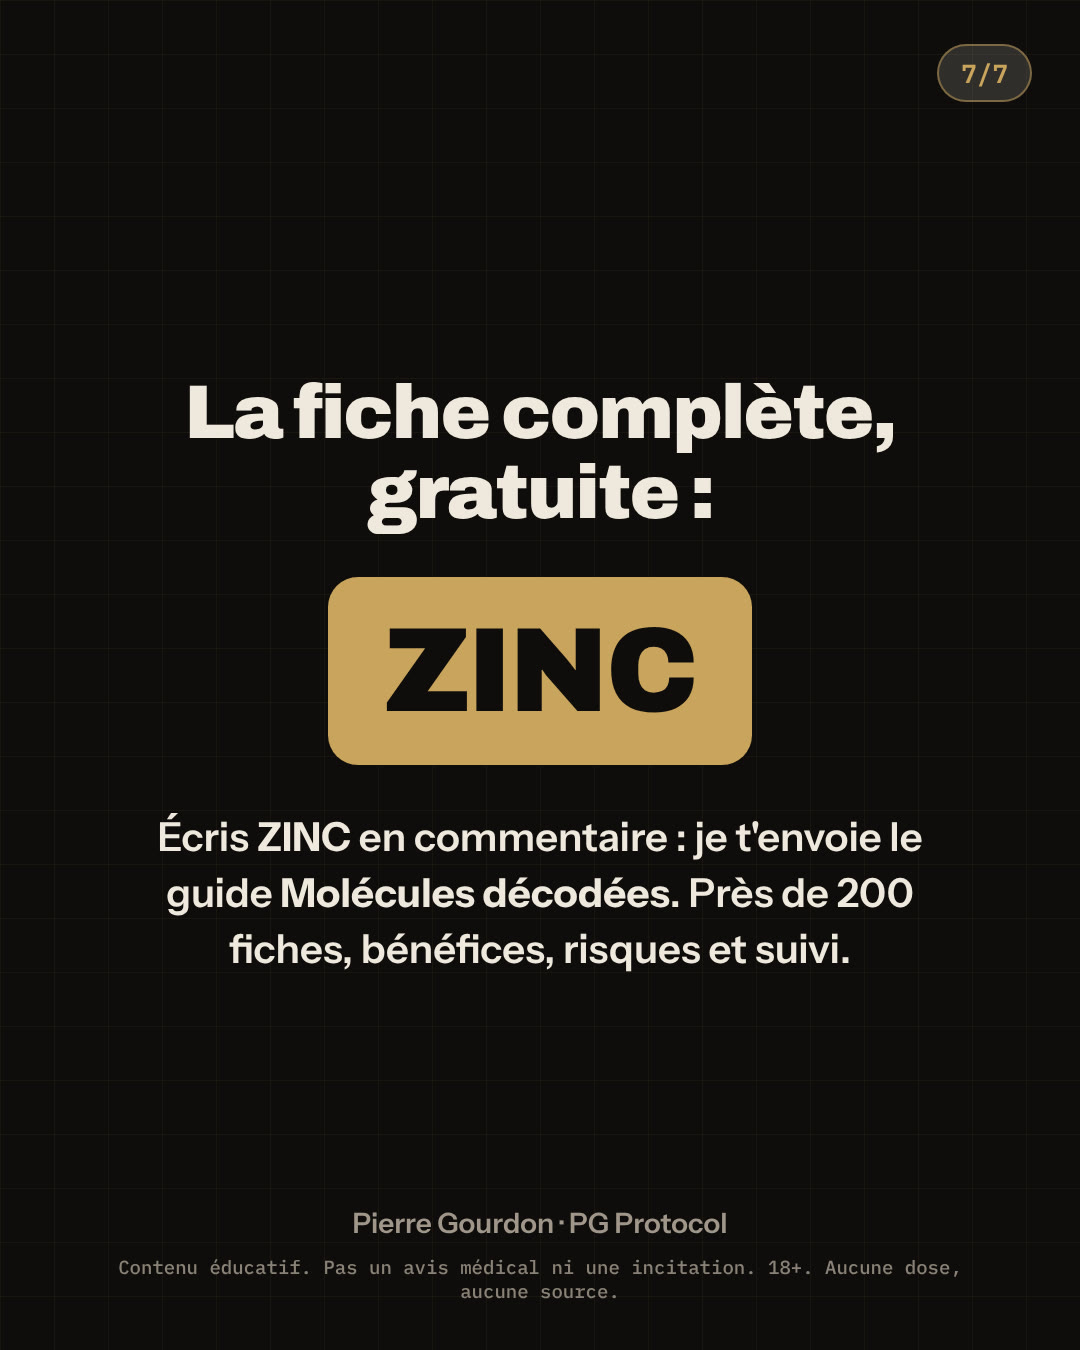 7/7
La fiche complète,
gratuite :
ZINC
Écris ZINC en commentaire : je t'envoie le
guide Molécules décodées. Près de 200
fiches, bénéfices, risques et suivi.
Pierre Gourdon · PG Protocol
Contenu éducatif. Pas un avis médical ni une incitation. 18+. Aucune dose,
aucune source.